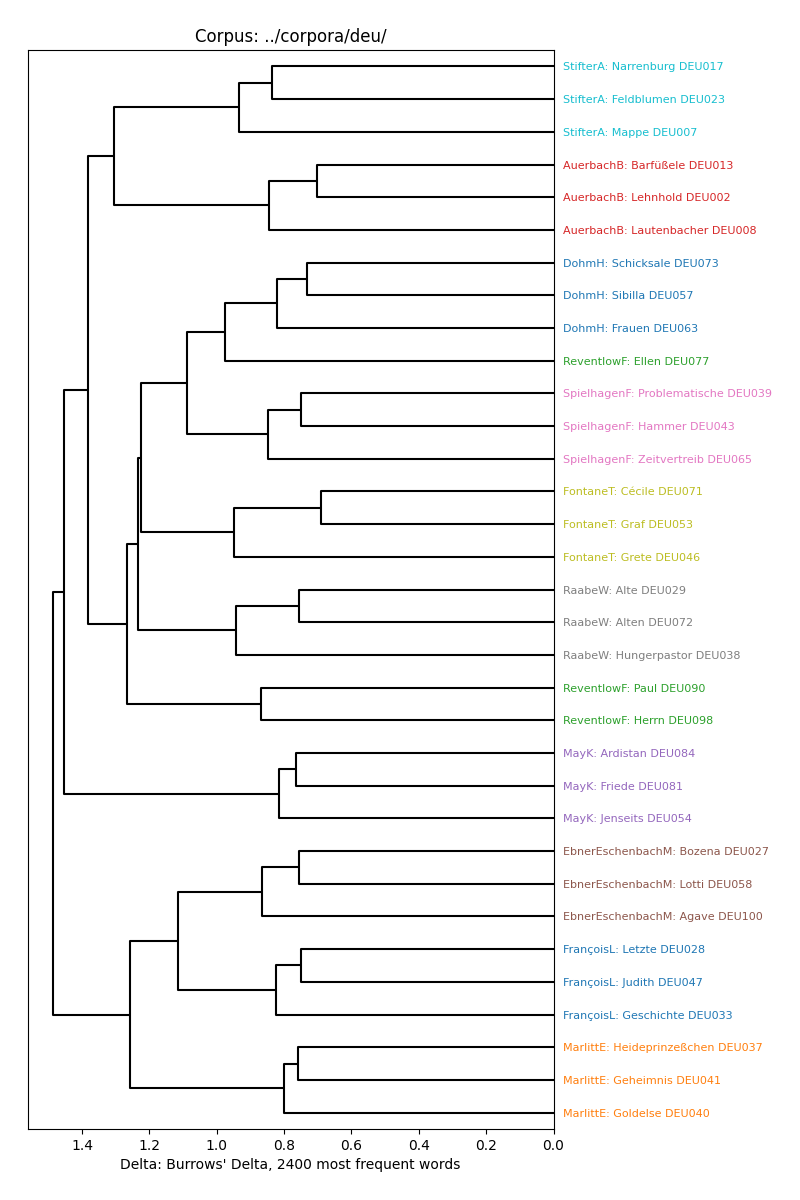 Corpus: ../corpora/deu/
StifterA: Narrenburg DEU017
StifterA: Feldblumen DEU023
StifterA: Mappe DEU007
AuerbachB: Barfüßele DEU013
AuerbachB: Lehnhold DEU002
AuerbachB: Lautenbacher DEU008
DohmH: Schicksale DEU073
DohmH: Sibilla DEU057
DohmH: Frauen DEU063
ReventlowF: Ellen DEU077
SpielhagenF: Problematische DEU039
SpielhagenF: Hammer DEU043
SpielhagenF: Zeitvertreib DEU065
FontaneT: Cécile DEU071
FontaneT: Graf DEU053
FontaneT: Grete DEU046
RaabeW: Alte DEU029
RaabeW: Alten DEU072
RaabeW: Hungerpastor DEU038
ReventlowF: Paul DEU090
ReventlowF: Herrn DEU098
MayK: Ardistan DEU084
MayK: Friede DEU081
MayK: Jenseits DEU054
EbnerEschenbachM: Bozena DEU027
EbnerEschenbachM: Lotti DEU058
EbnerEschenbachM: Agave DEU100
FrançoisL: Letzte DEU028
FrançoisL: Judith DEU047
FrançoisL: Geschichte DEU033
MarlittE: Heideprinzeßchen DEU037
MarlittE: Geheimnis DEU041
MarlittE: Goldelse DEU040
1.4 1.2 1.0 0.8 0.6 0.4 0.2 0.0
Delta: Burrows' Delta, 2400 most frequent words